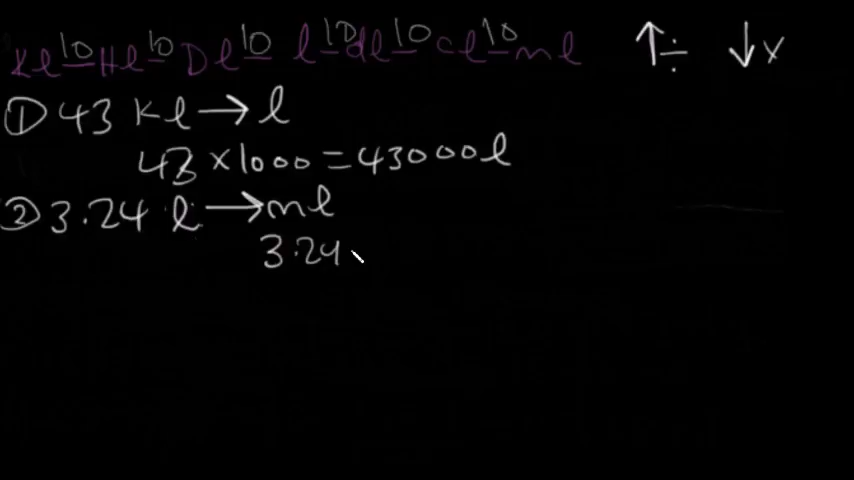 Kl 10 Hl 10 Dl 10 l 10 dl 10 cl 10 ml ↑÷ ↓×
① 43 Kl → l
43 × 1000 = 43000 l
② 3.24 l → ml
3.24